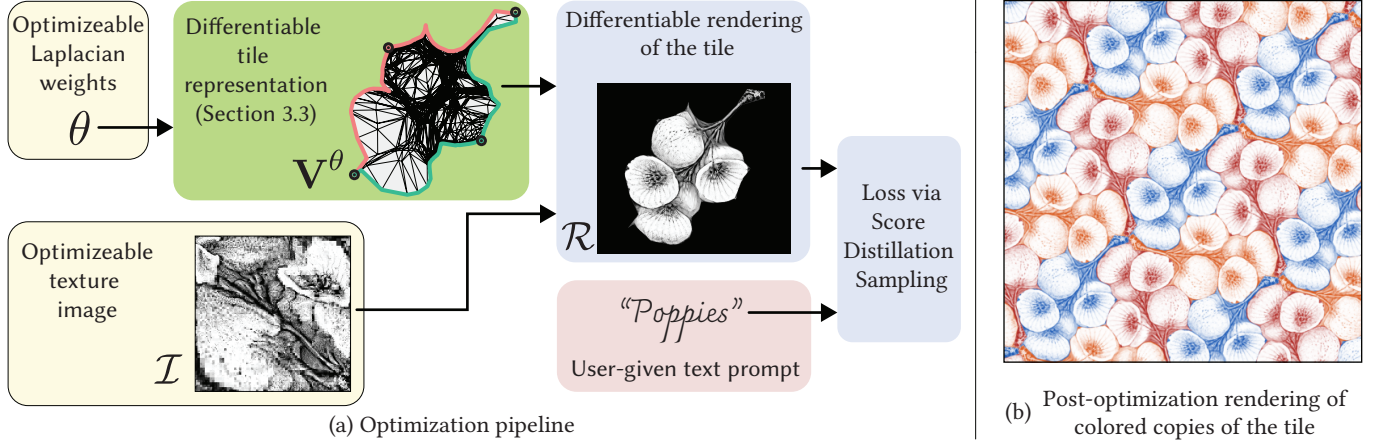 Optimizeable
Laplacian
weights
θ
Differentiable
tile
representation
(Section 3.3)
V^θ
Differentiable rendering
of the tile
R
Optimizeable
texture
image
I
“Poppies”
User-given text prompt
Loss via
Score
Distillation
Sampling
(a) Optimization pipeline
(b) Post-optimization rendering of
colored copies of the tile